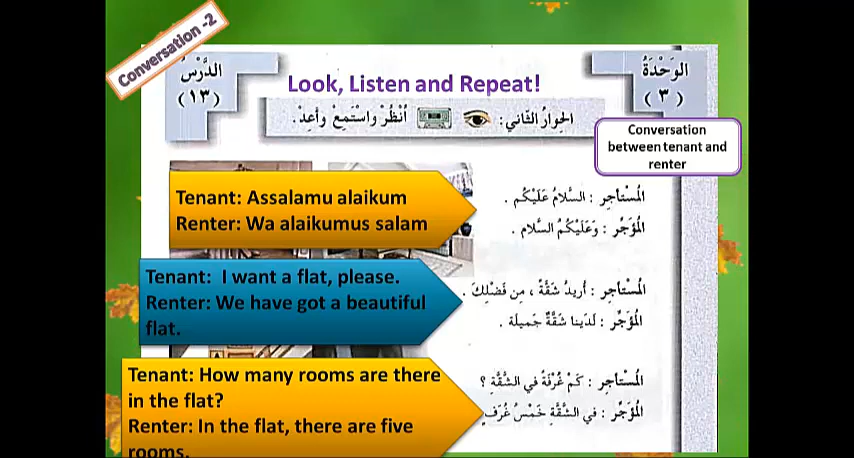 Conversation -2
الوَحْدَةُ
(٣)
الدَّرْسُ
(١٣)
Look, Listen and Repeat!
الحِوارُ الثَّاني: اُنْظُرْ واسْتَمِعْ وأَعِدْ.
Conversation
between tenant and
renter
Tenant: Assalamu alaikum
Renter: Wa alaikumus salam
المُسْتَأجِر : السَّلامُ عَلَيْكُم .
المُؤَجِّر : وَعَلَيْكُمُ السَّلام .
Tenant: I want a flat, please.
Renter: We have got a beautiful
flat.
المُسْتَأجِر : أُرِيدُ شَقَّةً ، مِن فَضْلِكَ .
المُؤَجِّر : لَدَينا شَقَّةٌ جَميلَة .
Tenant: How many rooms are there
in the flat?
Renter: In the flat, there are five
rooms.
المُسْتَأجِر : كَمْ غُرْفَةً في الشَّقَّةِ ؟
المُؤَجِّر : في الشَّقَّةِ خَمْسُ غُرَفٍ